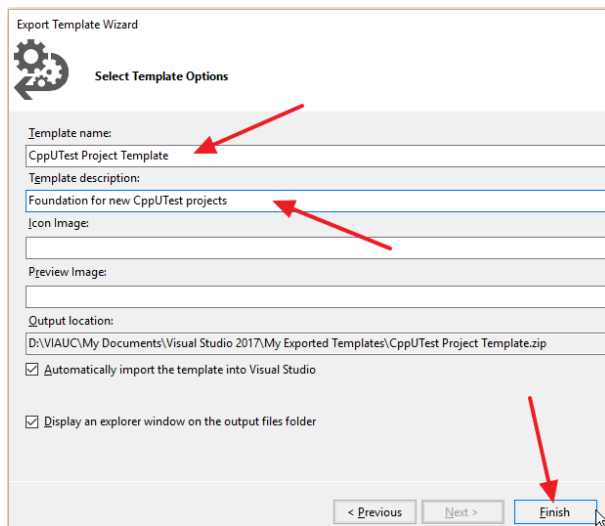 Export Template Wizard
Select Template Options
Template name:
CppUTest Project Template
Template description:
Foundation for new CppUTest projects
Icon Image:
Preview Image:
Output location:
D:\VIAUC\My Documents\Visual Studio 2017\My Exported Templates\CppUTest Project Template.zip
Automatically import the template into Visual Studio
Display an explorer window on the output files folder
< Previous Next > Finish